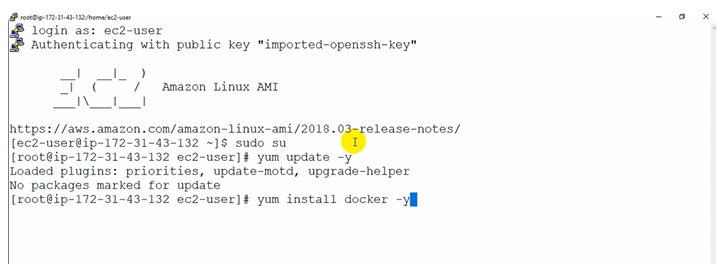 root@ip-172-31-43-132:/home/ec2-user
login as: ec2-user
Authenticating with public key "imported-openssh-key"
__|  __|_  )
_|  (     /   Amazon Linux AMI
___|\___|___|
https://aws.amazon.com/amazon-linux-ami/2018.03-release-notes/
[ec2-user@ip-172-31-43-132 ~]$ sudo su
[root@ip-172-31-43-132 ec2-user]# yum update -y
Loaded plugins: priorities, update-motd, upgrade-helper
No packages marked for update
[root@ip-172-31-43-132 ec2-user]# yum install docker -y